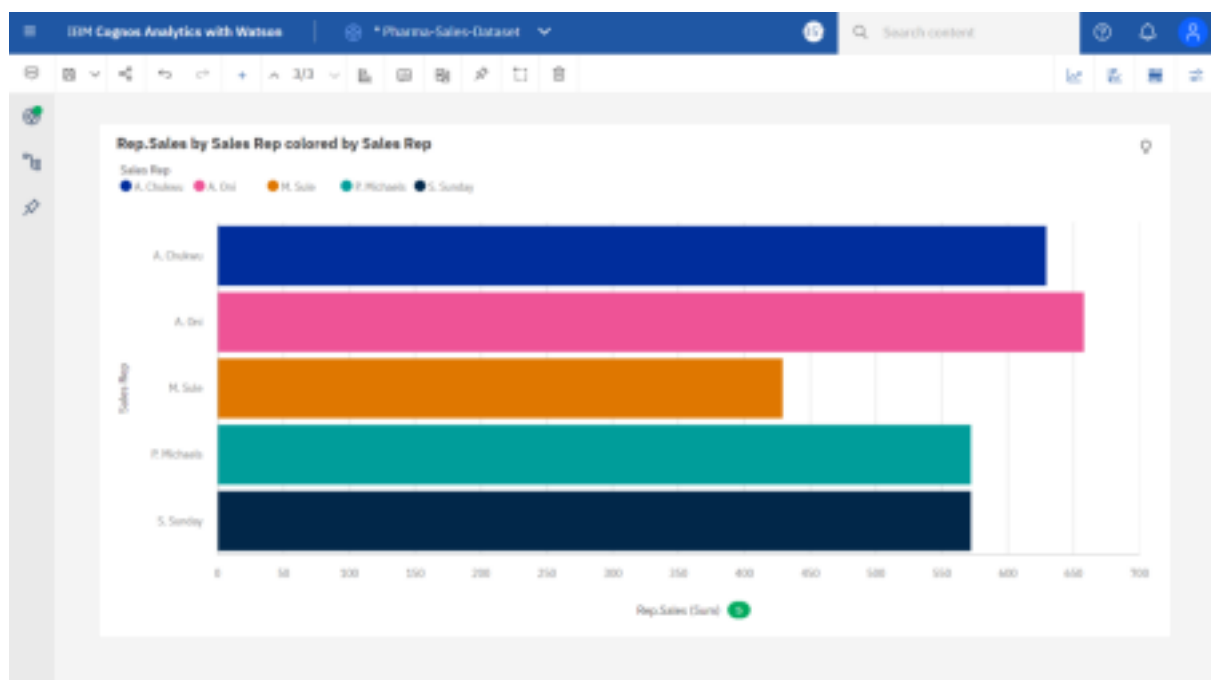 IBM Cognos Analytics with Watson
* Pharma-Sales-Dataset
Search content
3/3
Rep.Sales by Sales Rep colored by Sales Rep
Sales Rep
A. Chukwu A. Oni M. Sule P. Michaels S. Sunday
A. Chukwu
A. Oni
M. Sule
P. Michaels
S. Sunday
Sales Rep
0 50 100 150 200 250 300 350 400 450 500 550 600 650 700
Rep.Sales (Sum)